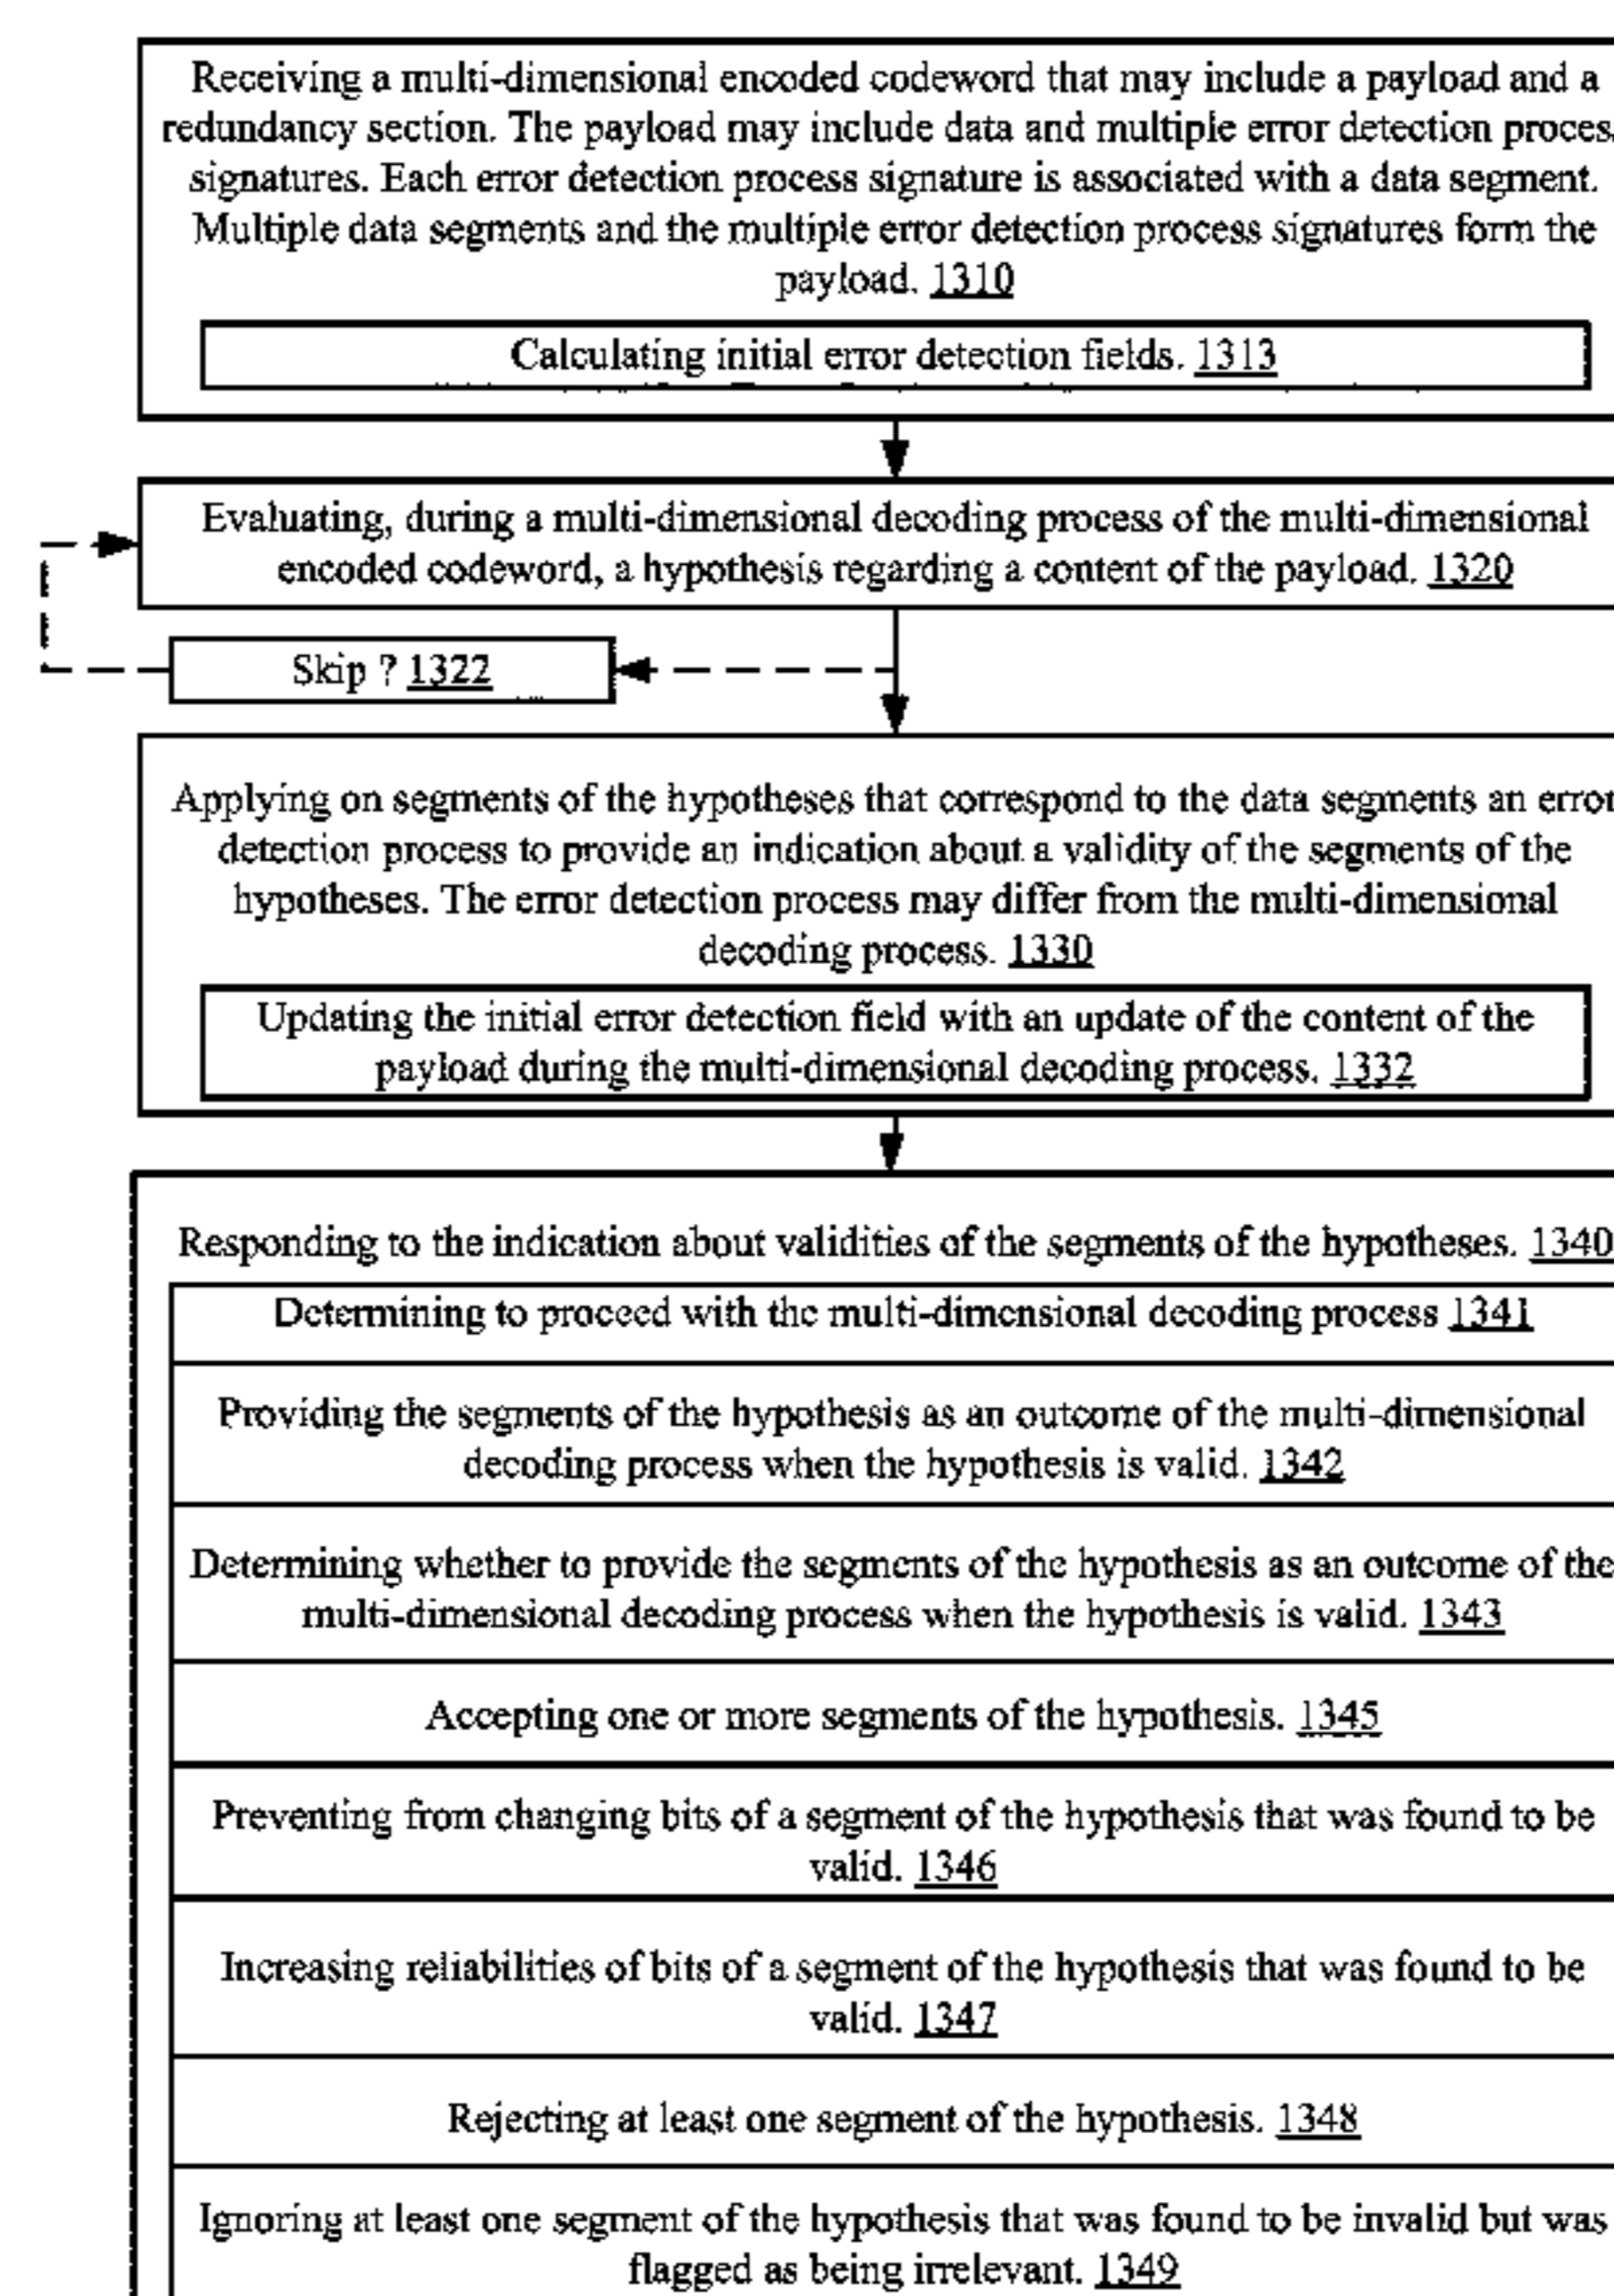 Receiving a multi-dimensional encoded codeword that may include a payload and a
redundancy section. The payload may include data and multiple error detection proces
signatures. Each error detection process signature is associated with a data segment.
Multiple data segments and the multiple error detection process signatures form the
payload. 1310
Calculating initial error detection fields. 1313
Evaluating, during a multi-dimensional decoding process of the multi-dimensional
encoded codeword, a hypothesis regarding a content of the payload. 1320
Skip ? 1322
Applying on segments of the hypotheses that correspond to the data segments an error
detection process to provide an indication about a validity of the segments of the
hypotheses. The error detection process may differ from the multi-dimensional
decoding process. 1330
Updating the initial error detection field with an update of the content of the
payload during the multi-dimensional decoding process. 1332
Responding to the indication about validities of the segments of the hypotheses. 1340
Determining to proceed with the multi-dimensional decoding process 1341
Providing the segments of the hypothesis as an outcome of the multi-dimensional
decoding process when the hypothesis is valid. 1342
Determining whether to provide the segments of the hypothesis as an outcome of the
multi-dimensional decoding process when the hypothesis is valid. 1343
Accepting one or more segments of the hypothesis. 1345
Preventing from changing bits of a segment of the hypothesis that was found to be
valid. 1346
Increasing reliabilities of bits of a segment of the hypothesis that was found to be
valid. 1347
Rejecting at least one segment of the hypothesis. 1348
Ignoring at least one segment of the hypothesis that was found to be invalid but was
flagged as being irrelevant. 1349